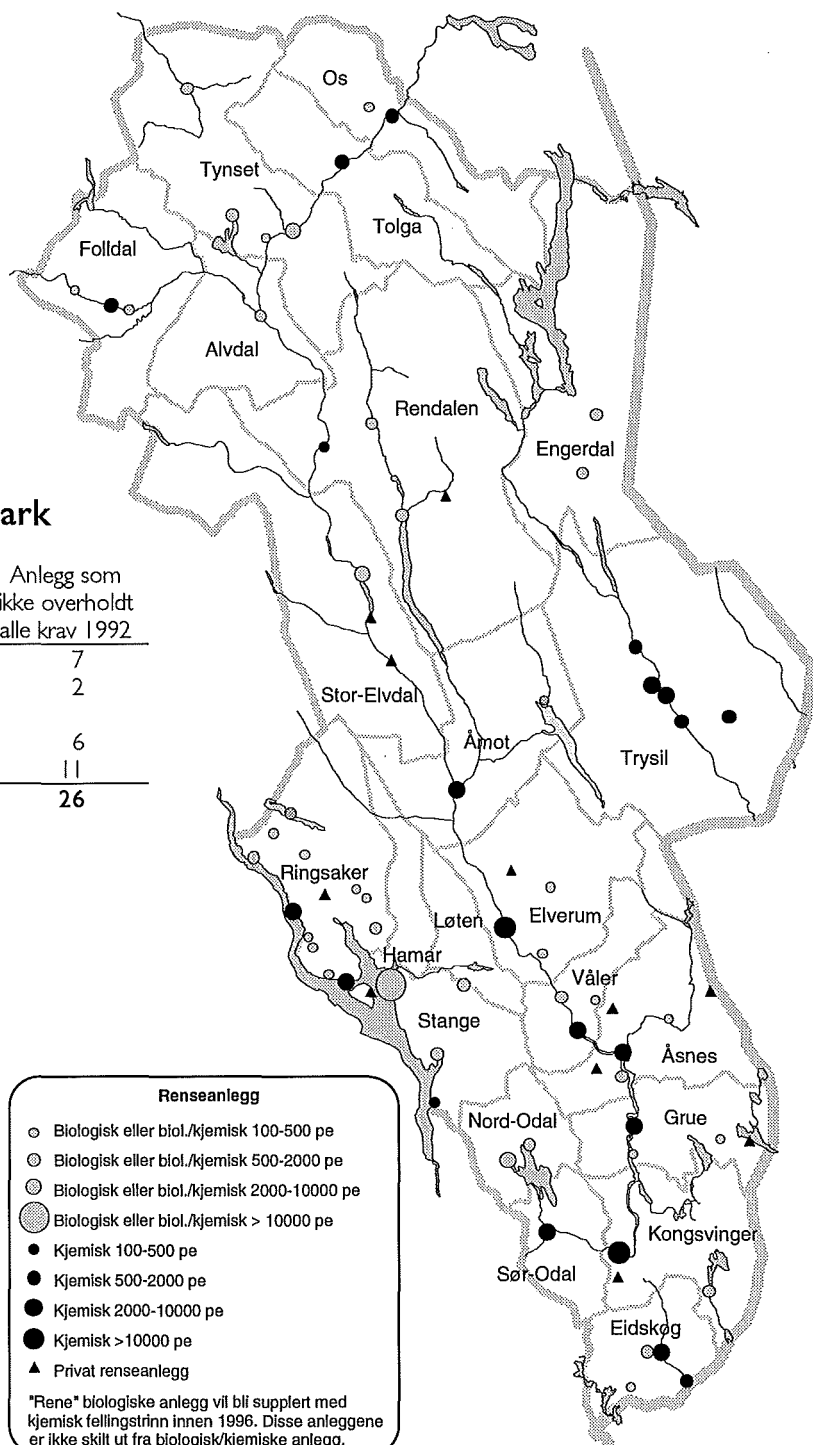 Os
Tynset
Tolga
Folldal
Alvdal
Rendalen
Engerdal
ark
Anlegg som
ikke overholdt
alle krav 1992
7
2
6
11
26
Stor-Elvdal
Åmot
Trysil
Ringsaker
Løten
Elverum
Hamar
Våler
Stange
Åsnes
Nord-Odal
Grue
Kongsvinger
Sør-Odal
Eidskog
Renseanlegg
Biologisk eller biol./kjemisk 100-500 pe
Biologisk eller biol./kjemisk 500-2000 pe
Biologisk eller biol./kjemisk 2000-10000 pe
Biologisk eller biol./kjemisk > 10000 pe
Kjemisk 100-500 pe
Kjemisk 500-2000 pe
Kjemisk 2000-10000 pe
Kjemisk >10000 pe
Privat renseanlegg
"Rene" biologiske anlegg vil bli supplert med
kjemisk fellingstrinn innen 1996. Disse anleggene
er ikke skilt ut fra biologisk/kjemiske anlegg.